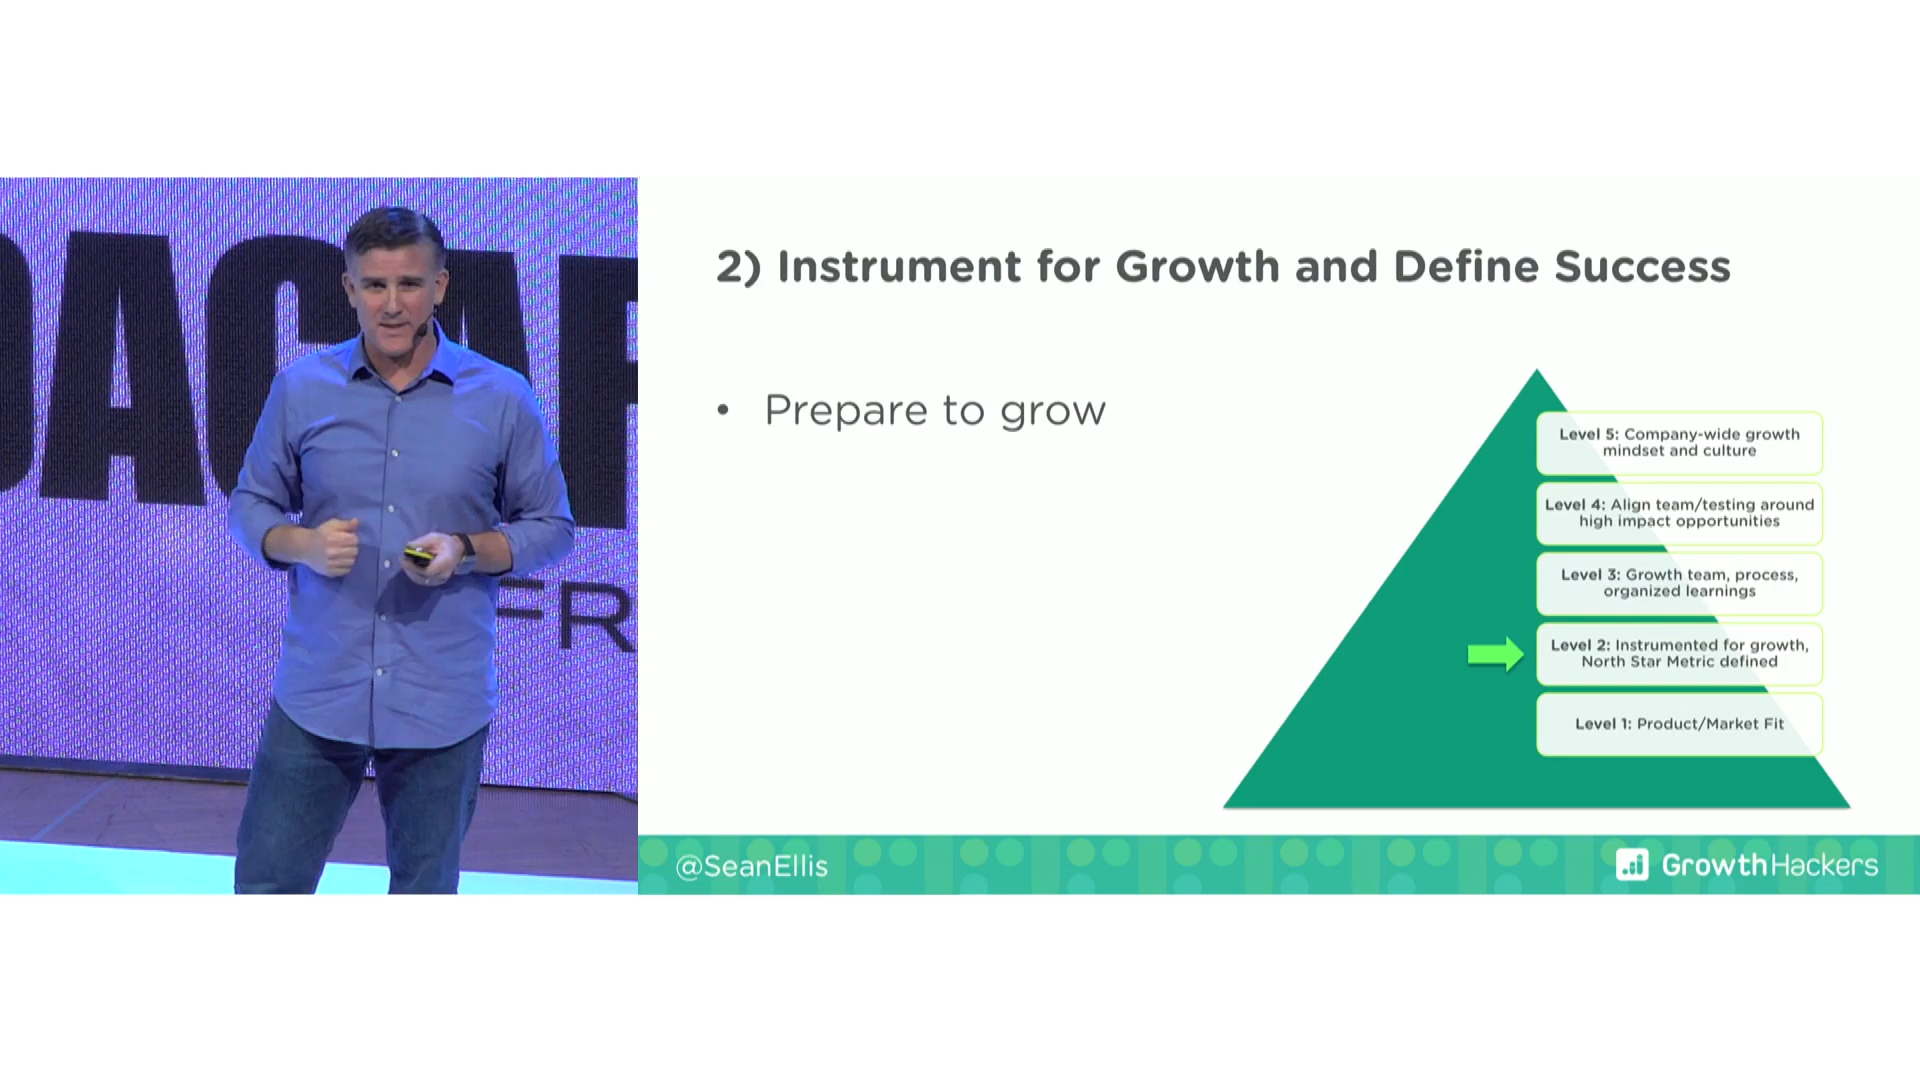 FR
2) Instrument for Growth and Define Success
• Prepare to grow
Level 5: Company-wide growth
mindset and culture
Level 4: Align team/testing around
high impact opportunities
Level 3: Growth team, process,
organized learnings
Level 2: Instrumented for growth,
North Star Metric defined
Level 1: Product/Market Fit
@SeanEllis
GrowthHackers